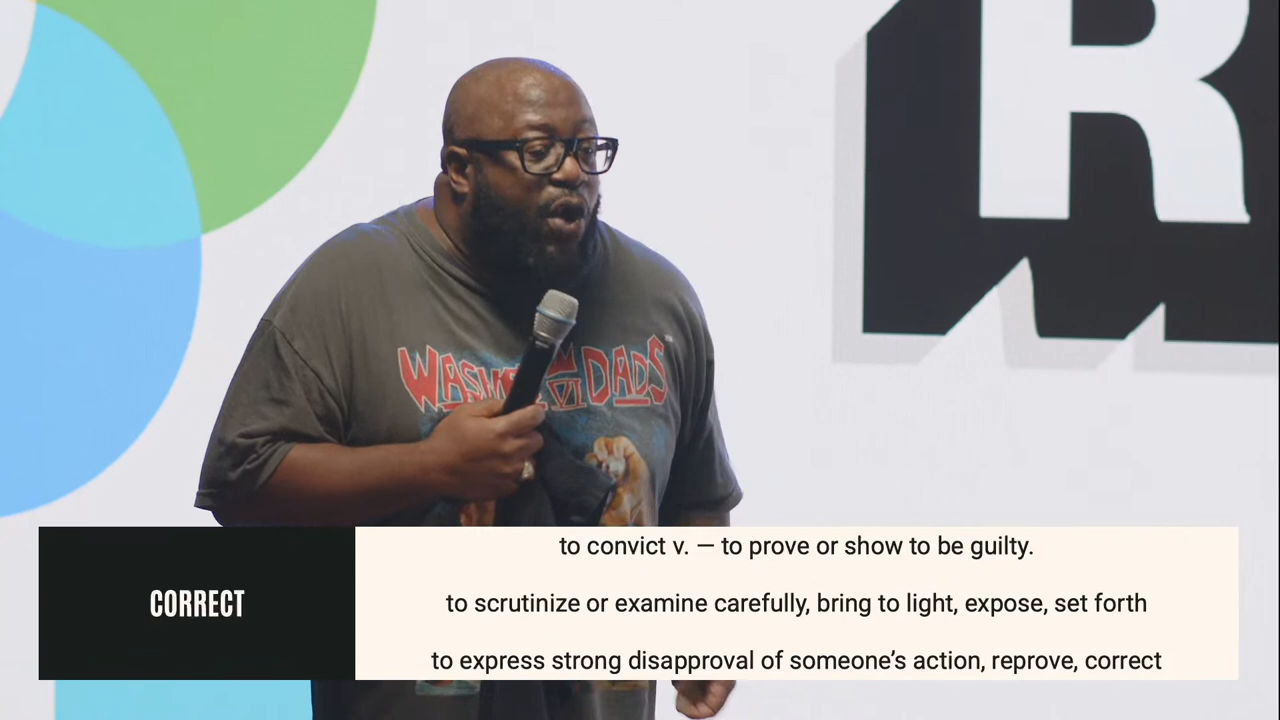 R
DADS
CORRECT
to convict v. — to prove or show to be guilty.
to scrutinize or examine carefully, bring to light, expose, set forth
to express strong disapproval of someone’s action, reprove, correct